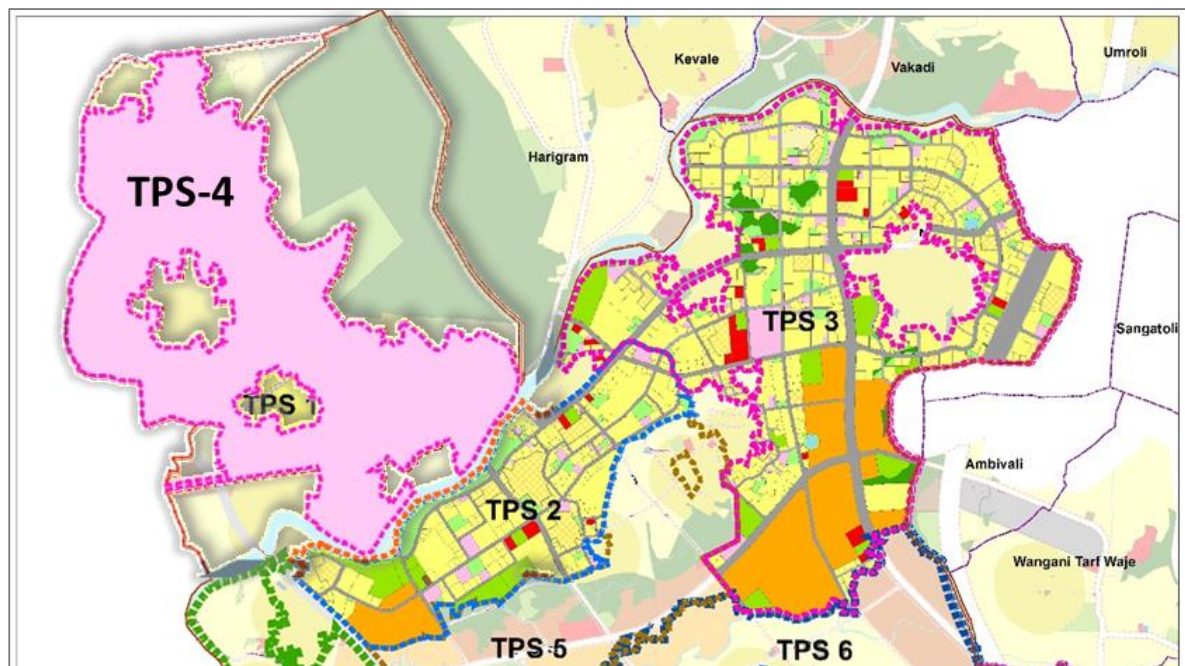 Kevale
Vakadi
Umroli
Harigram
TPS-4
TPS 3
Sangatoli
TPS 1
TPS 2
Ambivali
Wangani Tarf Waje
TPS 5
TPS 6